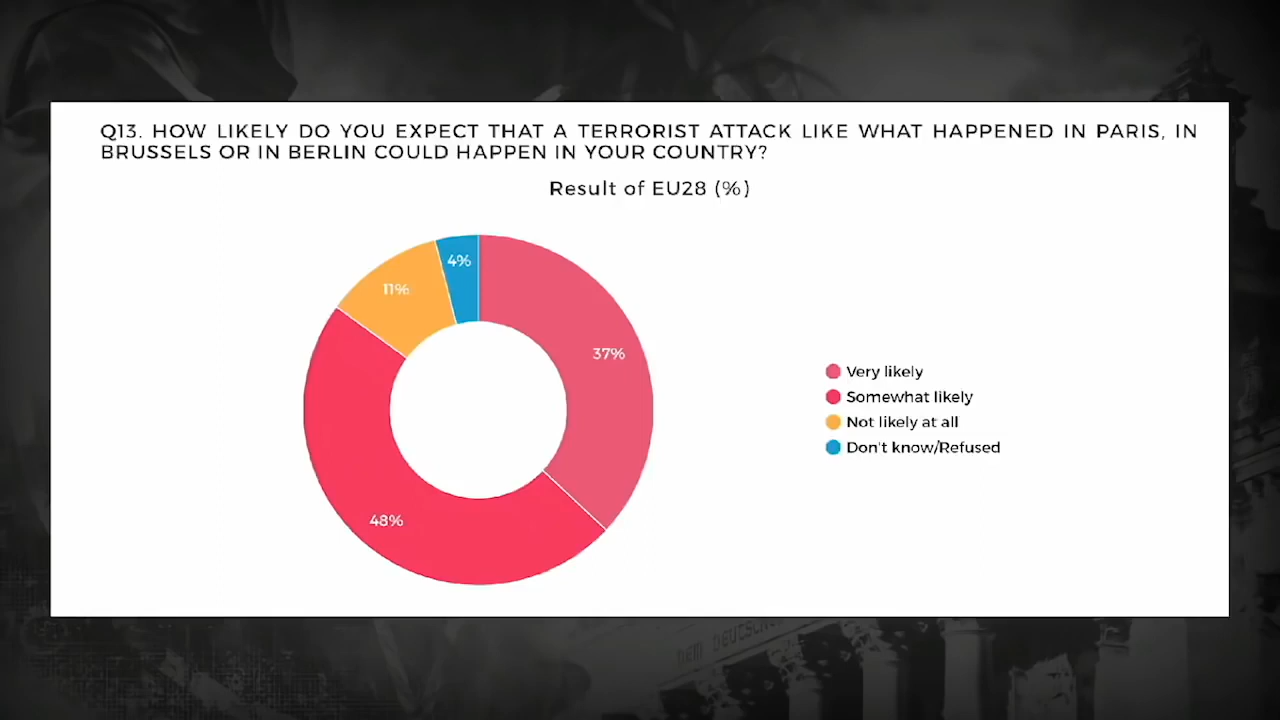 Q13. HOW LIKELY DO YOU EXPECT THAT A TERRORIST ATTACK LIKE WHAT HAPPENED IN PARIS, IN
BRUSSELS OR IN BERLIN COULD HAPPEN IN YOUR COUNTRY?
Result of EU28 (%)
4%
11%
37%
48%
Very likely
Somewhat likely
Not likely at all
Don't know/Refused
DEM DEUTSCHEN